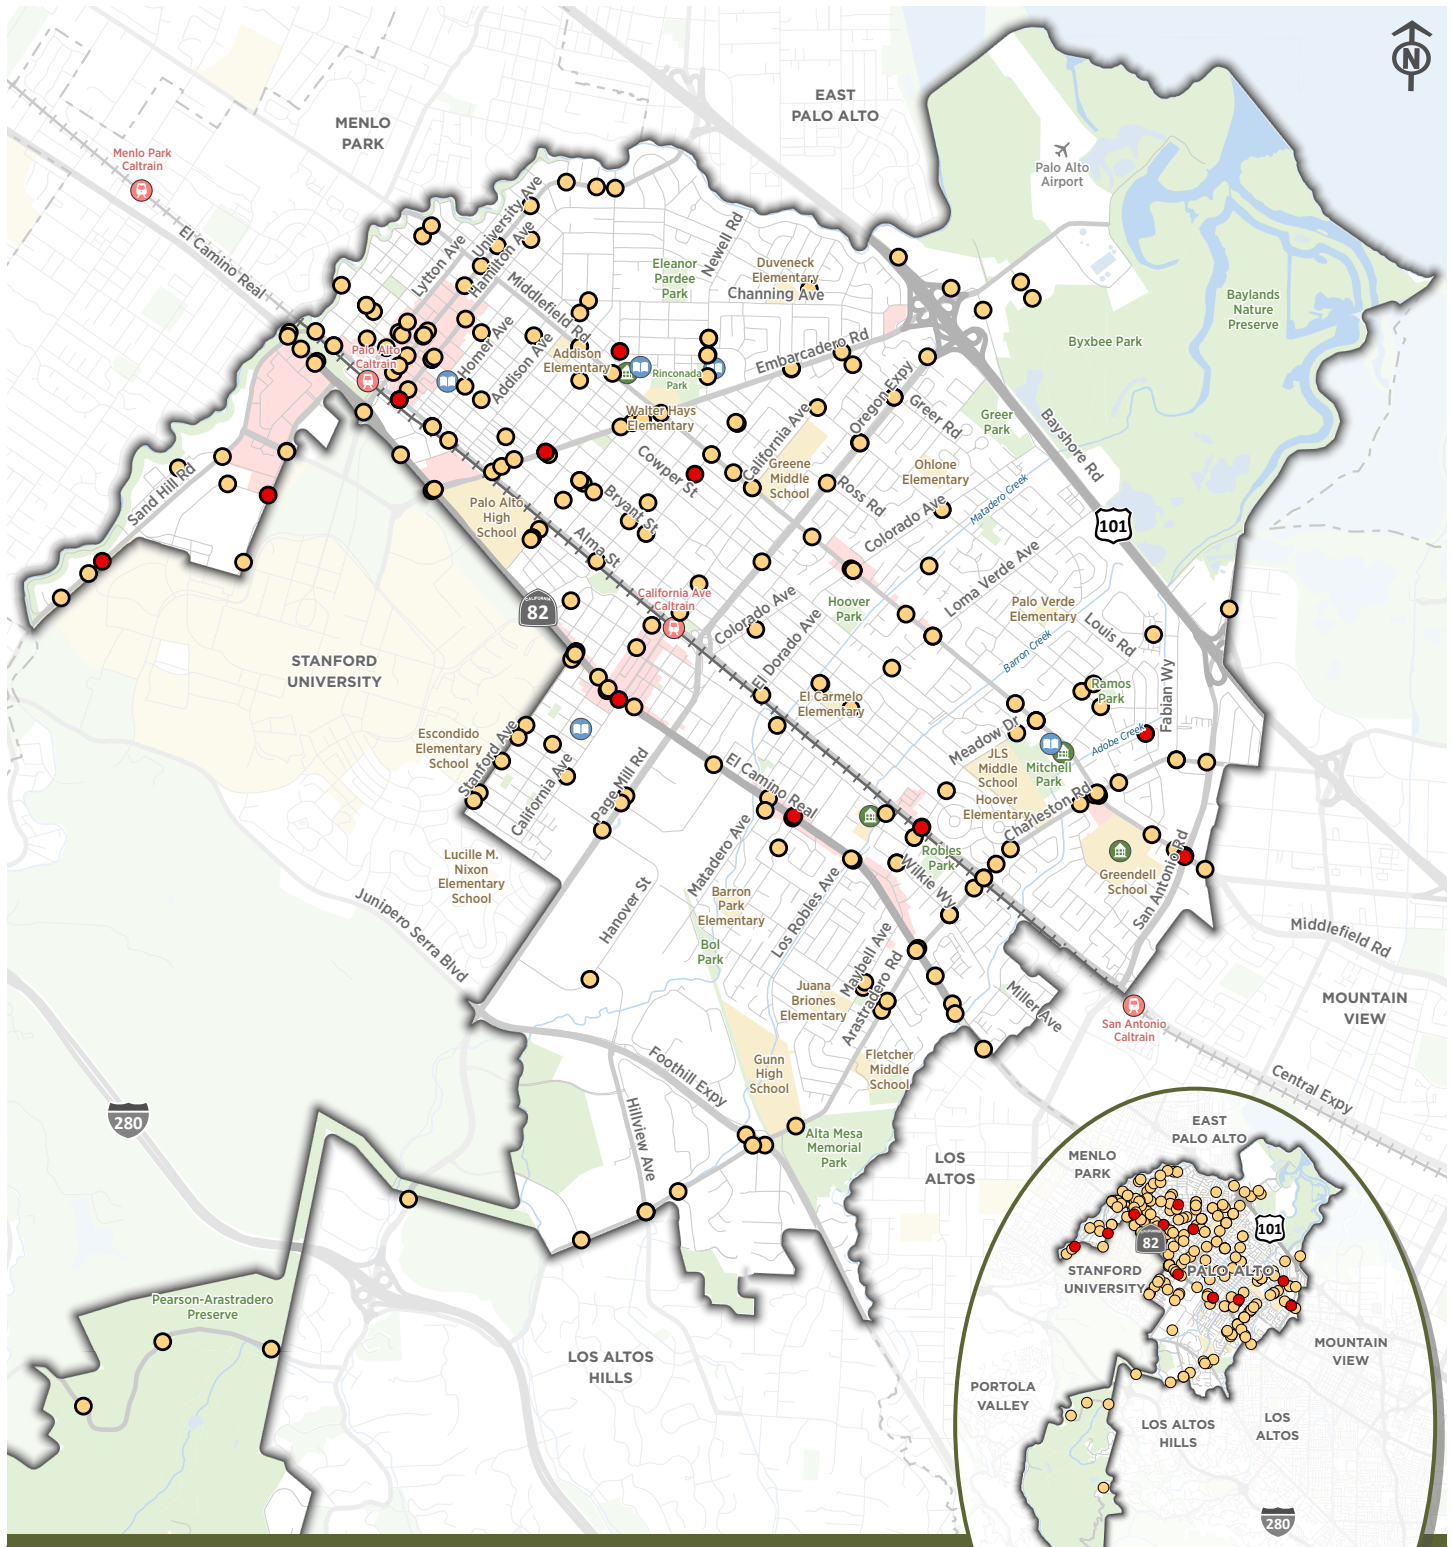 N
EAST
PALO ALTO
MENLO
PARK
Menlo Park
Caltrain
Palo Alto
Airport
El Camino Real
University Ave
Lytton Ave
Hamilton Ave
Newell Rd
Eleanor
Pardee
Park
Duveneck
Elementary
Channing Ave
Middlefield Rd
Baylands
Nature
Preserve
Byxbee Park
Palo Alto
Caltrain
Homer Ave
Addison Ave
Addison
Elementary
Rinconada
Park
Embarcadero Rd
Oregon Expy
Greer Rd
Greer
Park
Bayshore Rd
Walter Hays
Elementary
California Ave
Cowper St
Greene
Middle
School
Ohlone
Elementary
Matadero Creek
Sand Hill Rd
Palo Alto
High
School
Bryant St
Ross Rd
Colorado Ave
101
Alma St
Loma Verde Ave
CALIFORNIA
82
California Ave
Caltrain
Colorado Ave
Hoover
Park
Palo Verde
Elementary
Louis Rd
Barron Creek
STANFORD
UNIVERSITY
El Dorado Ave
El Carmelo
Elementary
Ramos
Park
Fabian Wy
Escondido
Elementary
School
Stanford Ave
California Ave
Page Mill Rd
El Camino Real
Meadow Dr
Adobe Creek
JLS
Middle
School
Mitchell
Park
Hoover
Elementary
Charleston Rd
Lucille M.
Nixon
Elementary
School
Matadero Ave
Robles
Park
Wilkie Wy
Greendell
School
San Antonio Rd
Junipero Serra Blvd
Hanover St
Barron
Park
Elementary
Los Robles Ave
Bol
Park
Maybell Ave
Arastradero Rd
Middlefield Rd
Juana
Briones
Elementary
Miller Ave
MOUNTAIN
VIEW
San Antonio
Caltrain
Foothill Expy
Gunn
High
School
Fletcher
Middle
School
Central Expy
Hillview Ave
280
Alta Mesa
Memorial
Park
LOS
ALTOS
Pearson-Arastradero
Preserve
LOS ALTOS
HILLS
EAST
PALO ALTO
MENLO
PARK
101
82
STANFORD
UNIVERSITY
PALO ALTO
MOUNTAIN
VIEW
PORTOLA
VALLEY
LOS ALTOS
HILLS
LOS
ALTOS
280